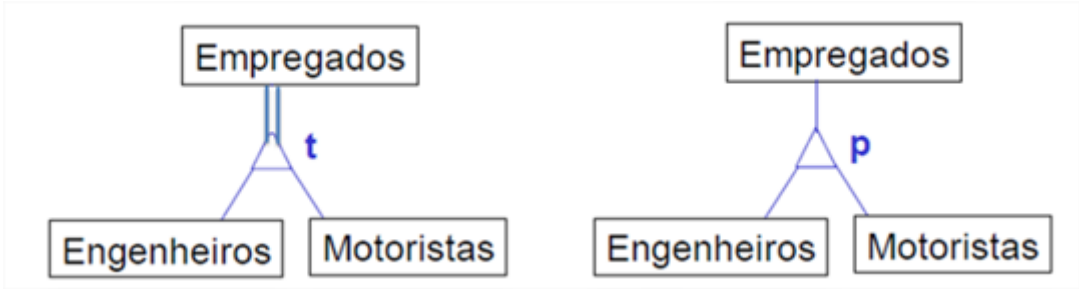 Empregados
t
Engenheiros
Motoristas
Empregados
p
Engenheiros
Motoristas